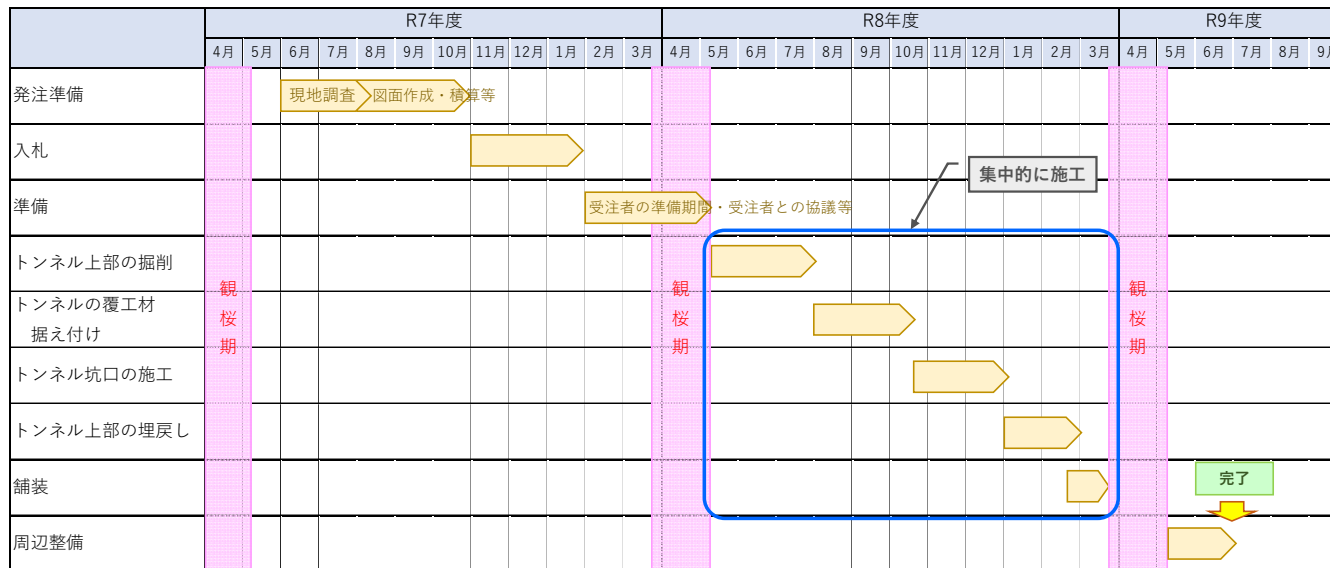 R7年度 R8年度 R9年度
4月 5月 6月 7月 8月 9月 10月 11月 12月 1月 2月 3月 4月 5月 6月 7月 8月 9月 10月 11月 12月 1月 2月 3月 4月 5月 6月 7月 8月 9月
発注準備
現地調査 図面作成・積算等
入札
集中的に施工
準備
受注者の準備期間・受注者との協議等
トンネル上部の掘削
観桜期 観桜期 観桜期
トンネルの覆工材
据え付け
トンネル坑口の施工
トンネル上部の埋戻し
舗装
完了
周辺整備